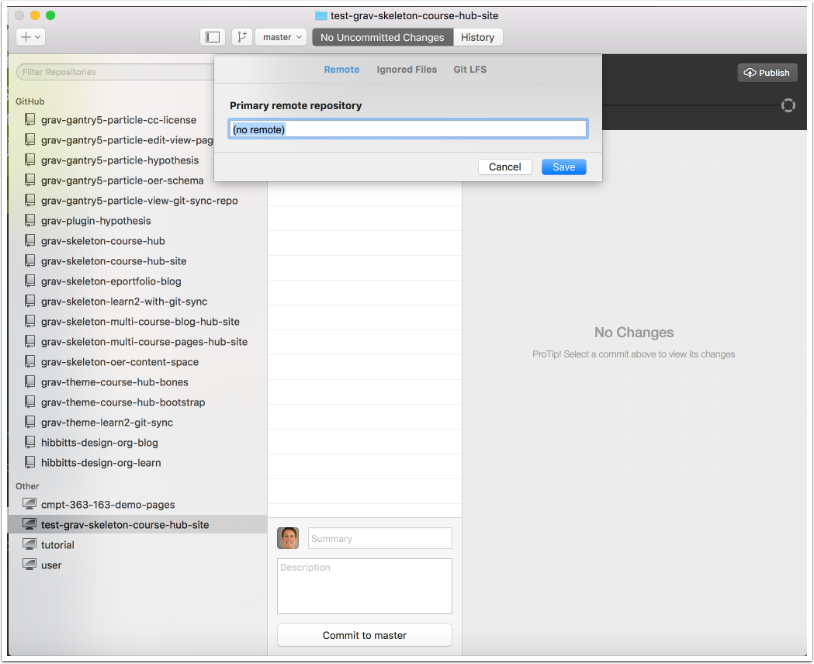 test-grav-skeleton-course-hub-site
master
No Uncommitted Changes
History
Filter Repositories
Remote
Ignored Files
Git LFS
Publish
Primary remote repository
(no remote)
Cancel
Save
GitHub
grav-gantry5-particle-cc-license
grav-gantry5-particle-edit-view-pag
grav-gantry5-particle-hypothesis
grav-gantry5-particle-oer-schema
grav-gantry5-particle-view-git-sync-repo
grav-plugin-hypothesis
grav-skeleton-course-hub
grav-skeleton-course-hub-site
grav-skeleton-eportfolio-blog
grav-skeleton-learn2-with-git-sync
grav-skeleton-multi-course-blog-hub-site
grav-skeleton-multi-course-pages-hub-site
grav-skeleton-oer-content-space
grav-theme-course-hub-bones
grav-theme-course-hub-bootstrap
grav-theme-learn2-git-sync
hibbitts-design-org-blog
hibbitts-design-org-learn
Other
cmpt-363-163-demo-pages
test-grav-skeleton-course-hub-site
tutorial
user
Summary
Description
Commit to master
No Changes
ProTip! Select a commit above to view its changes